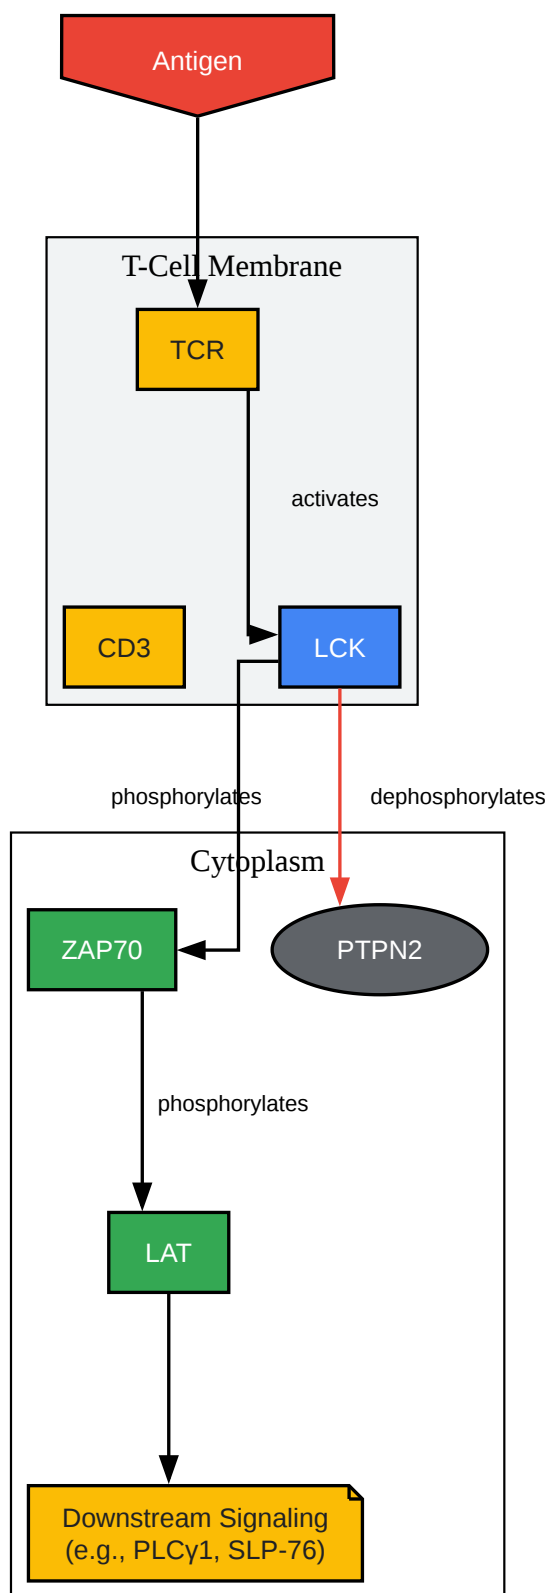 Antigen
T-Cell Membrane
TCR
activates
CD3
LCK
phosphorylates
dephosphorylates
Cytoplasm
ZAP70
PTPN2
phosphorylates
LAT
Downstream Signaling
(e.g., PLCγ1, SLP-76)